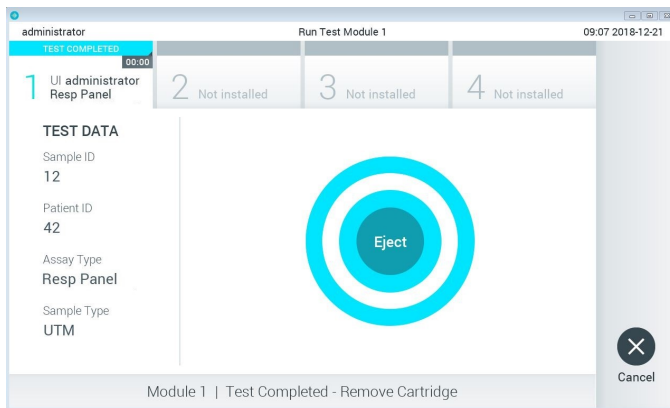 administrator
Run Test Module 1
09:07 2018-12-21
TEST COMPLETED
00:00
1
UI administrator
Resp Panel
2 Not installed
3 Not installed
4 Not installed
TEST DATA
Sample ID
12
Patient ID
42
Assay Type
Resp Panel
Sample Type
UTM
Eject
Cancel
Module 1 | Test Completed - Remove Cartridge